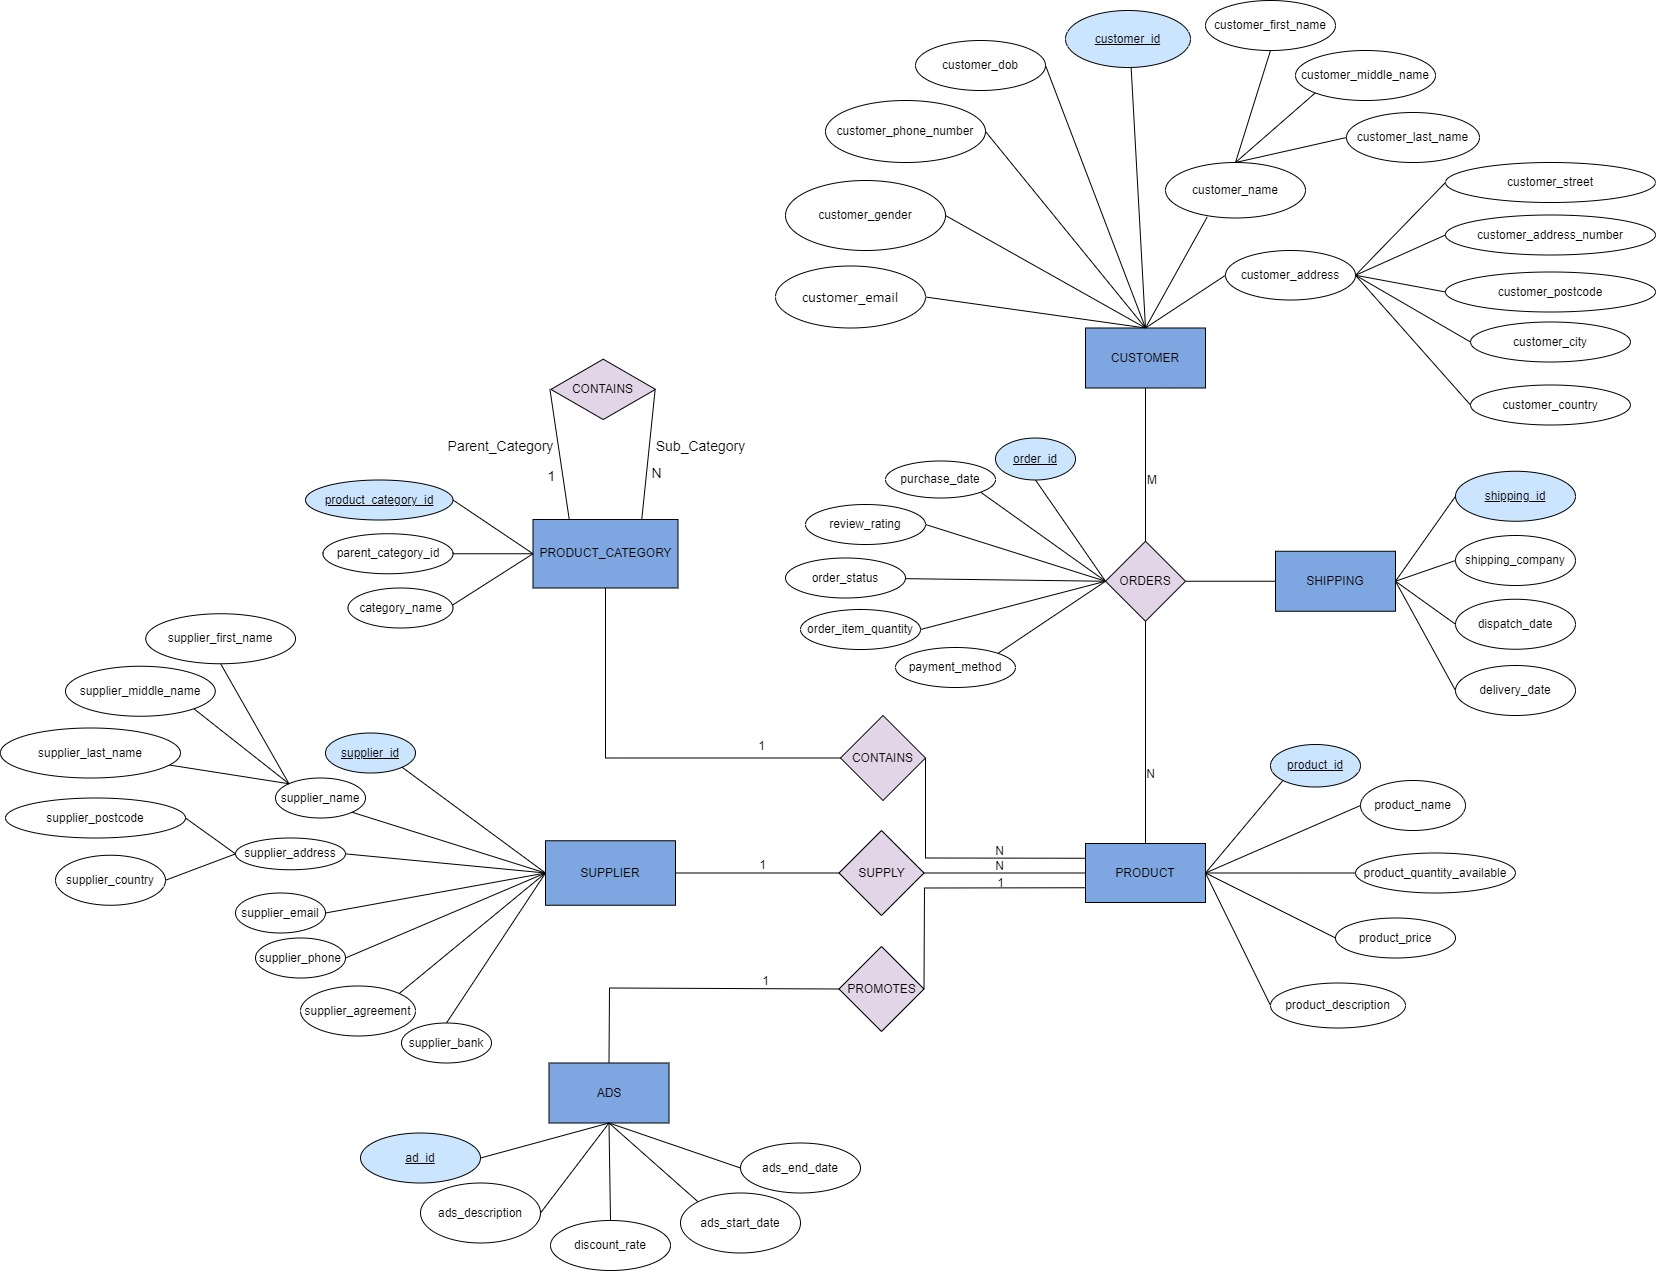 customer_first_name
customer_id
customer_dob
customer_middle_name
customer_phone_number
customer_last_name
customer_name
customer_street
customer_gender
customer_address_number
customer_address
customer_email
customer_postcode
customer_city
CUSTOMER
customer_country
CONTAINS
Parent_Category
Sub_Category
1
N
order_id
purchase_date
M
shipping_id
product_category_id
review_rating
PRODUCT_CATEGORY
parent_category_id
shipping_company
order_status
ORDERS
SHIPPING
category_name
order_item_quantity
dispatch_date
supplier_first_name
payment_method
supplier_middle_name
delivery_date
supplier_last_name
supplier_id
1
CONTAINS
N
product_id
supplier_name
product_name
supplier_postcode
supplier_address
N
SUPPLIER
1
SUPPLY
N
PRODUCT
product_quantity_available
supplier_country
1
supplier_email
product_price
supplier_phone
1
PROMOTES
supplier_agreement
product_description
supplier_bank
ADS
ad_id
ads_end_date
ads_description
ads_start_date
discount_rate